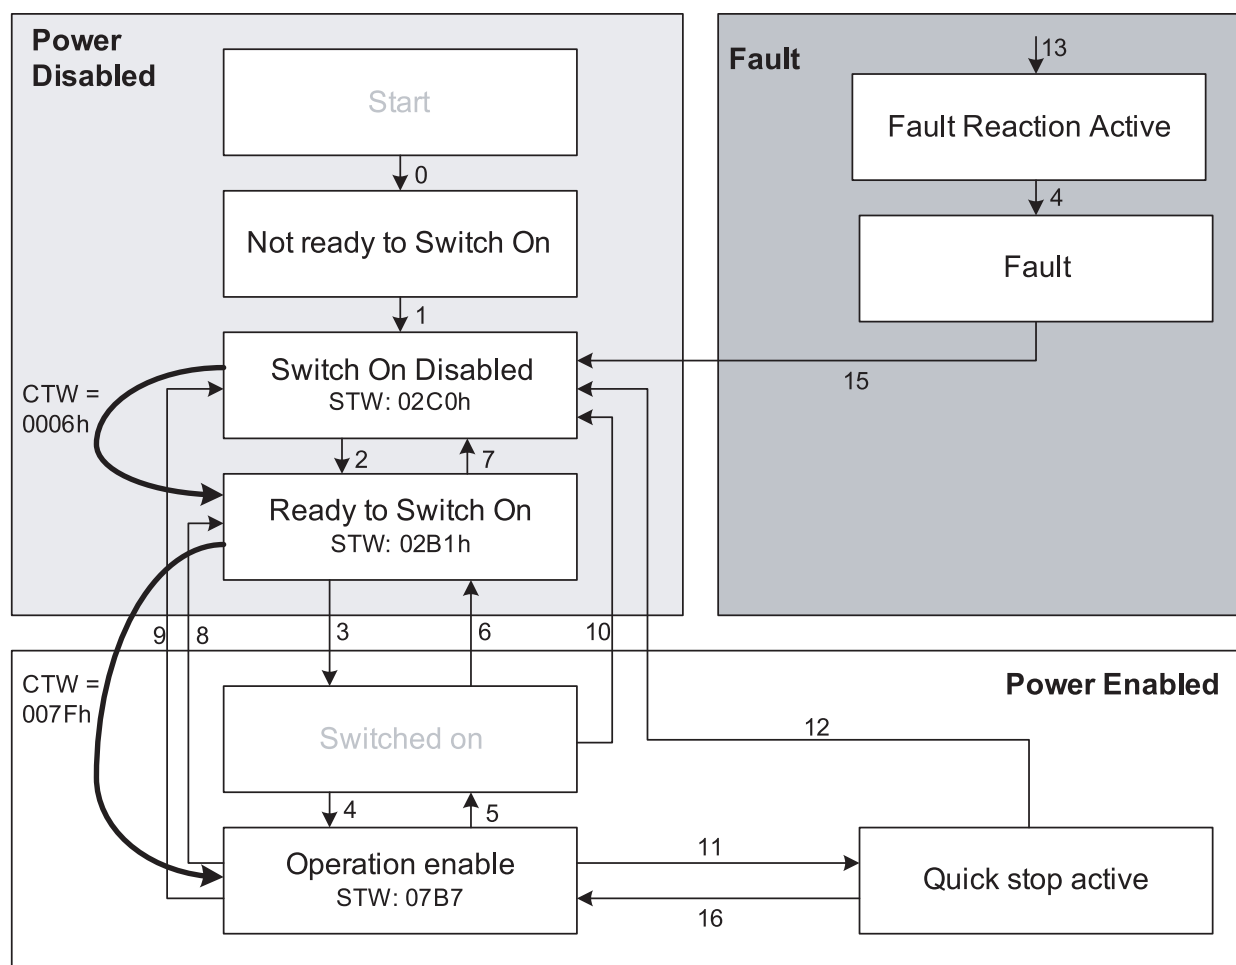 Power
Disabled
Start
0
Not ready to Switch On
1
Switch On Disabled
STW: 02C0h
CTW =
0006h
2
7
Ready to Switch On
STW: 02B1h
9
8
3
6
10
Fault
13
Fault Reaction Active
4
Fault
15
Power Enabled
CTW =
007Fh
Switched on
12
4
5
Operation enable
STW: 07B7
11
16
Quick stop active